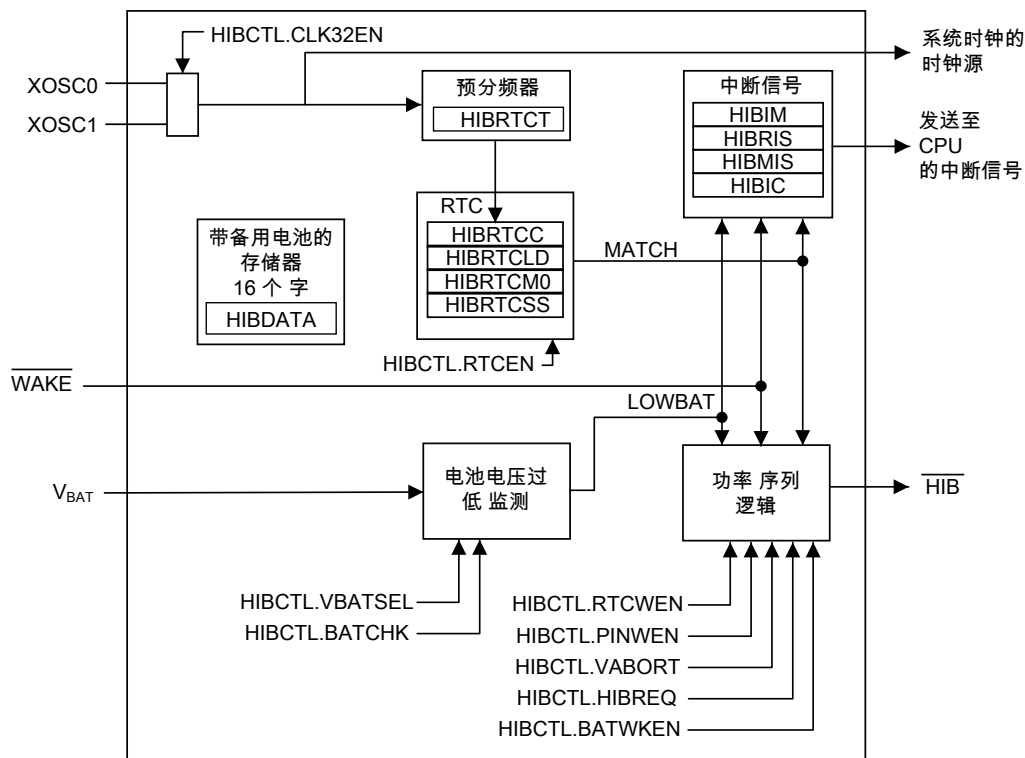 HIBCTL.CLK32EN
系统时钟的
时钟源
XOSC0
XOSC1
预分频器
HIBRTCT
中断信号
HIBIM
HIBRIS
HIBMIS
HIBIC
发送至
CPU
的中断信号
RTC
HIBRTCC
HIBRTCLD
HIBRTCM0
HIBRTCSS
MATCH
带备用电池的
存储器
16 个 字
HIBDATA
HIBCTL.RTCEN
WAKE
LOWBAT
VBAT
电池电压过
低 监测
功率 序列
逻辑
HIB
HIBCTL.VBATSEL
HIBCTL.BATCHK
HIBCTL.RTCWEN
HIBCTL.PINWEN
HIBCTL.VABORT
HIBCTL.HIBREQ
HIBCTL.BATWKEN